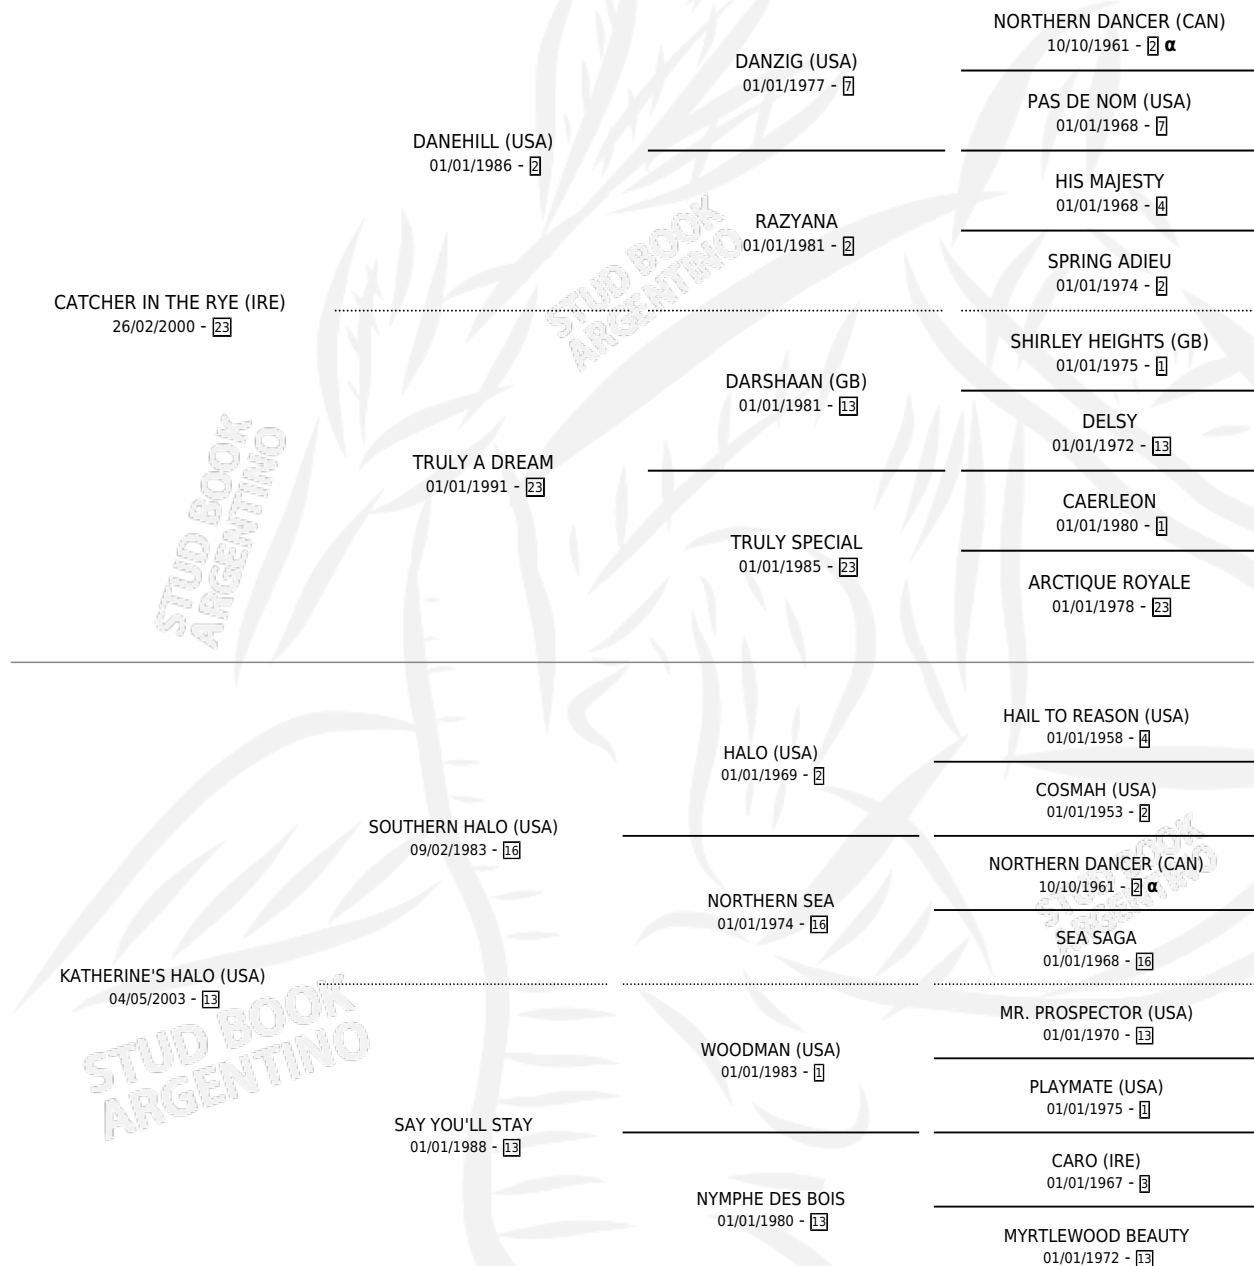 NORTHERN DANCER (CAN)
10/10/1961 - 2 α
DANZIG (USA)
01/01/1977 - 7
PAS DE NOM (USA)
01/01/1968 - 7
DANEHILL (USA)
01/01/1986 - 2
HIS MAJESTY
01/01/1968 - 4
RAZYANA
01/01/1981 - 2
SPRING ADIEU
01/01/1974 - 2
CATCHER IN THE RYE (IRE)
26/02/2000 - 23
SHIRLEY HEIGHTS (GB)
01/01/1975 - 1
DARSHAAN (GB)
01/01/1981 - 13
DELSY
01/01/1972 - 13
TRULY A DREAM
01/01/1991 - 23
CAERLEON
01/01/1980 - 1
TRULY SPECIAL
01/01/1985 - 23
ARCTIQUE ROYALE
01/01/1978 - 23
HAIL TO REASON (USA)
01/01/1958 - 4
HALO (USA)
01/01/1969 - 2
COSMAH (USA)
01/01/1953 - 2
SOUTHERN HALO (USA)
09/02/1983 - 16
NORTHERN DANCER (CAN)
10/10/1961 - 2 α
NORTHERN SEA
01/01/1974 - 16
SEA SAGA
01/01/1968 - 16
KATHERINE'S HALO (USA)
04/05/2003 - 13
MR. PROSPECTOR (USA)
01/01/1970 - 13
WOODMAN (USA)
01/01/1983 - 1
PLAYMATE (USA)
01/01/1975 - 1
SAY YOU'LL STAY
01/01/1988 - 13
CARO (IRE)
01/01/1967 - 3
NYMPHE DES BOIS
01/01/1980 - 13
MYRTLEWOOD BEAUTY
01/01/1972 - 13
STUD BOOK
ARGENTINO
STUD BOOK
ARGENTINO
STUD BOOK
ARGENTINO
STUD BOOK
ARGENTINO